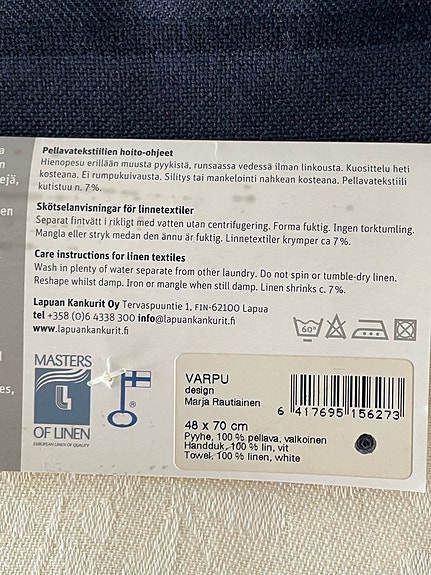 a
n
ejä,
en
d
es,
Pellavatekstiilien hoito-ohjeet
Hienopesu erillään muusta pyykistä, runsaassa vedessä ilman linkousta. Kuosittelu heti
kosteana. Ei rumpukuivausta. Silitys tai mankelointi nahkean kosteana. Pellavatekstiili
kutistuu n. 7%.
Skötselanvisningar för linnetextiler
Separat fintvätt i rikligt med vatten utan centrifugering. Forma fuktig. Ingen torktumling.
Mangla eller stryk medan den ännu är fuktig. Linnetextiler krymper ca 7%.
Care instructions for linen textiles
Wash in plenty of water separate from other laundry. Do not spin or tumble-dry linen.
Reshape whilst damp. Iron or mangle when still damp. Linen shrinks c. 7%.
Lapuan Kankurit Oy Tervaspuuntie 1, FIN-62100 Lapua
tel +358 (0)6 4338 300 info@lapuankankurit.fi
www.lapuankankurit.fi
60°
MASTERS
L
OF LINEN
EUROPEAN LINEN OF QUALITY
®
VARPU
design
Marja Rautiainen
6 417695 156273
48 x 70 cm
Pyyhe, 100 % pellava, valkoinen
Handduk, 100 % lin, vit
Towel, 100 % linen, white